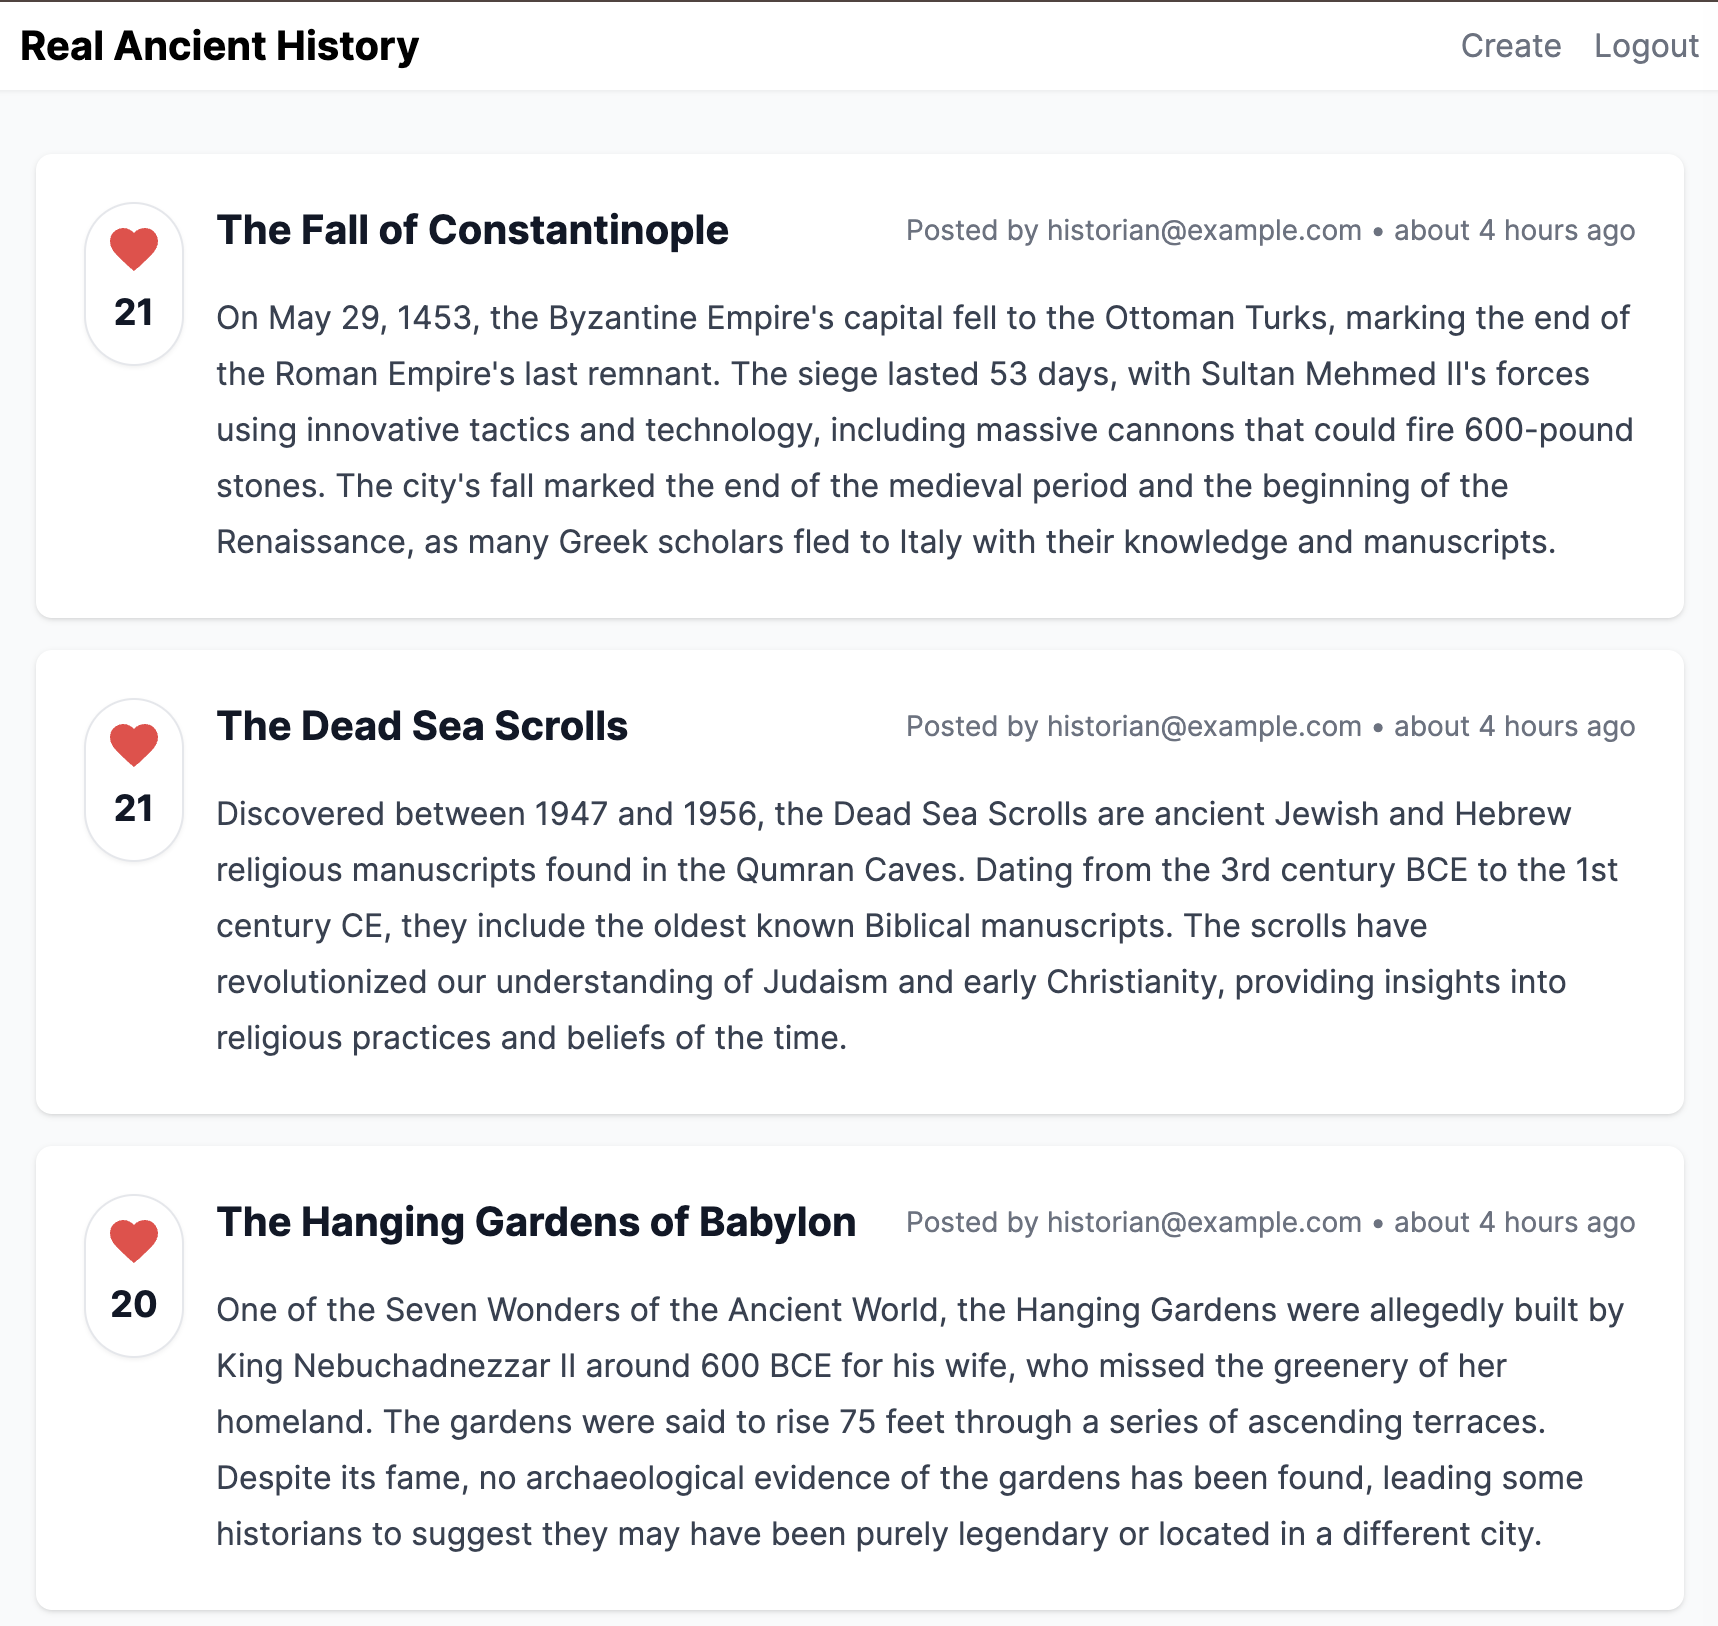 Real Ancient History
Create
Logout
The Fall of Constantinople
Posted by historian@example.com • about 4 hours ago
21
On May 29, 1453, the Byzantine Empire's capital fell to the Ottoman Turks, marking the end of
the Roman Empire's last remnant. The siege lasted 53 days, with Sultan Mehmed II's forces
using innovative tactics and technology, including massive cannons that could fire 600-pound
stones. The city's fall marked the end of the medieval period and the beginning of the
Renaissance, as many Greek scholars fled to Italy with their knowledge and manuscripts.
The Dead Sea Scrolls
Posted by historian@example.com • about 4 hours ago
21
Discovered between 1947 and 1956, the Dead Sea Scrolls are ancient Jewish and Hebrew
religious manuscripts found in the Qumran Caves. Dating from the 3rd century BCE to the 1st
century CE, they include the oldest known Biblical manuscripts. The scrolls have
revolutionized our understanding of Judaism and early Christianity, providing insights into
religious practices and beliefs of the time.
The Hanging Gardens of Babylon
Posted by historian@example.com • about 4 hours ago
20
One of the Seven Wonders of the Ancient World, the Hanging Gardens were allegedly built by
King Nebuchadnezzar II around 600 BCE for his wife, who missed the greenery of her
homeland. The gardens were said to rise 75 feet through a series of ascending terraces.
Despite its fame, no archaeological evidence of the gardens has been found, leading some
historians to suggest they may have been purely legendary or located in a different city.